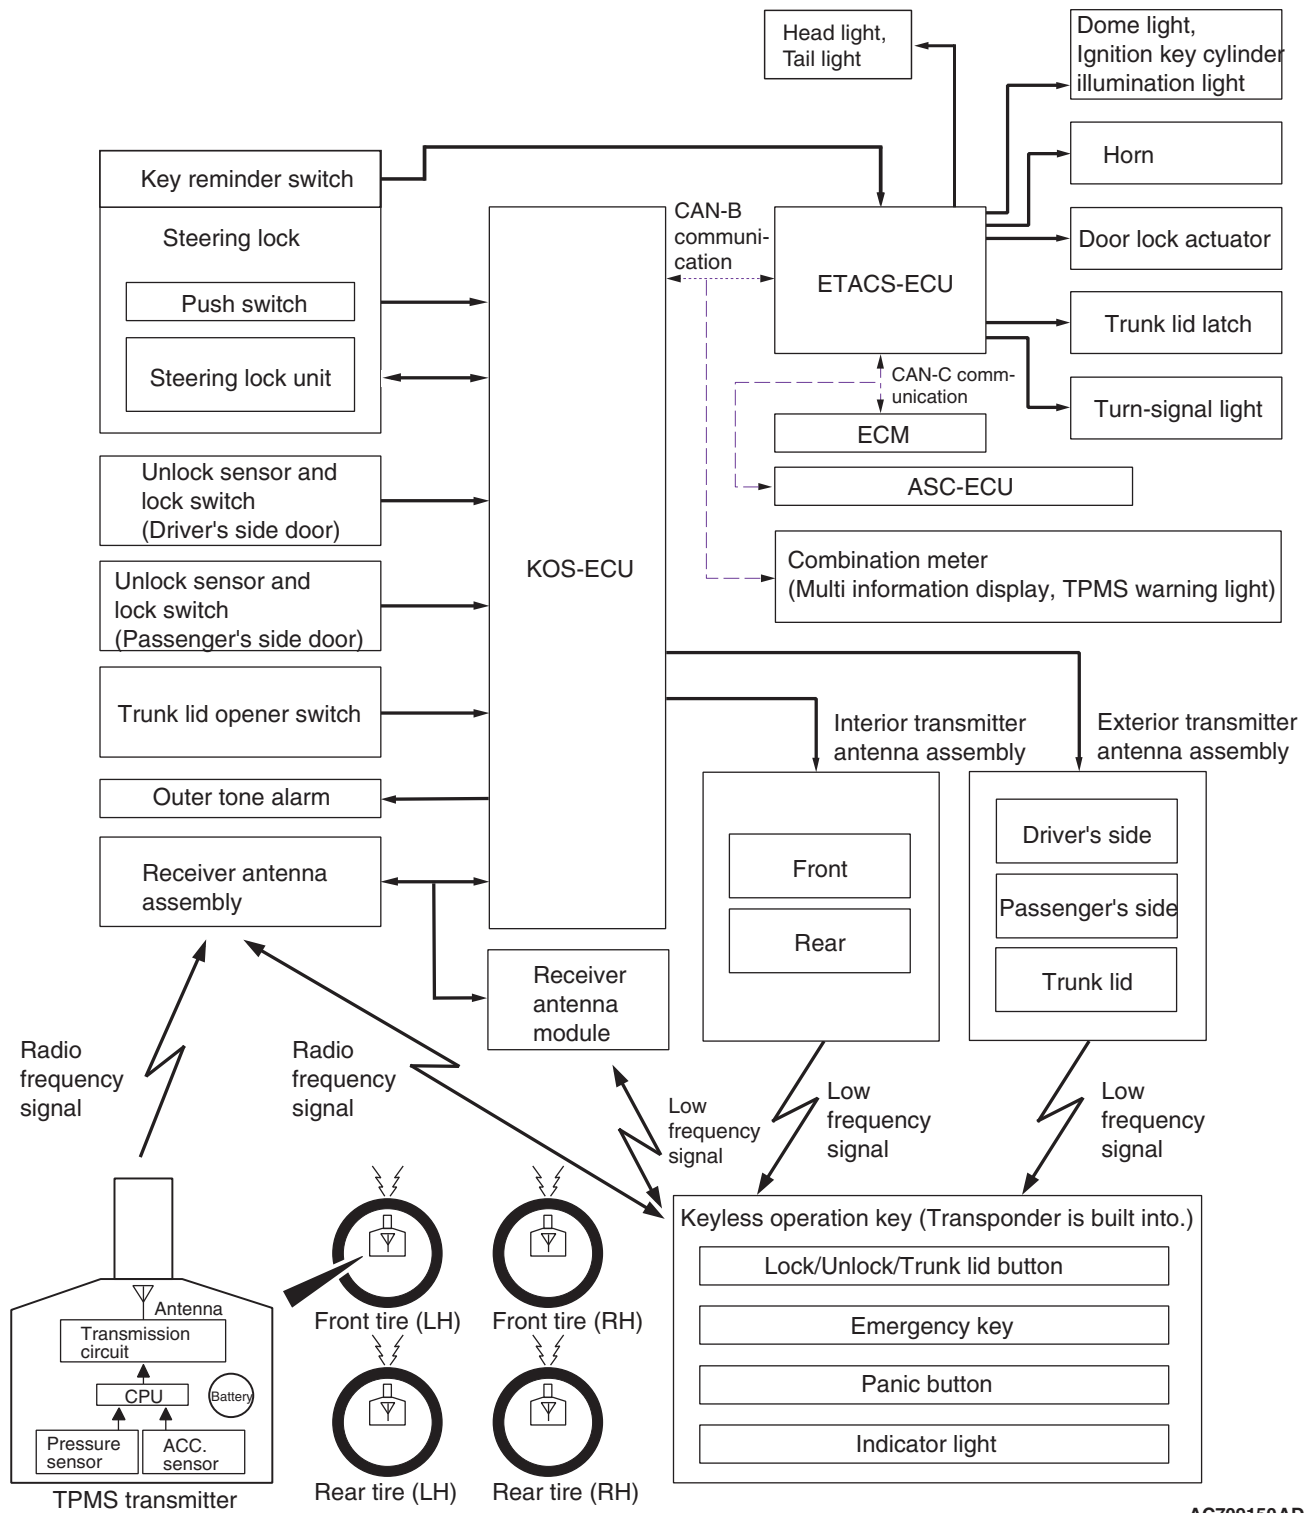 Head light,
Tail light
Dome light,
Ignition key cylinder
illumination light
Horn
Key reminder switch
Steering lock
Push switch
Steering lock unit
CAN-B
communi-
cation
ETACS-ECU
Door lock actuator
Trunk lid latch
CAN-C comm-
unication
Turn-signal light
ECM
ASC-ECU
Unlock sensor and
lock switch
(Driver's side door)
KOS-ECU
Combination meter
(Multi information display, TPMS warning light)
Unlock sensor and
lock switch
(Passenger's side door)
Trunk lid opener switch
Interior transmitter
antenna assembly
Exterior transmitter
antenna assembly
Outer tone alarm
Driver's side
Front
Passenger's side
Rear
Trunk lid
Receiver antenna
assembly
Receiver
antenna
module
Radio
frequency
signal
Radio
frequency
signal
Low
frequency
signal
Low
frequency
signal
Low
frequency
signal
Keyless operation key (Transponder is built into.)
Lock/Unlock/Trunk lid button
Emergency key
Panic button
Indicator light
Antenna
Transmission
circuit
CPU
Battery
Pressure
sensor
ACC.
sensor
TPMS transmitter
Front tire (LH)
Front tire (RH)
Rear tire (LH)
Rear tire (RH)